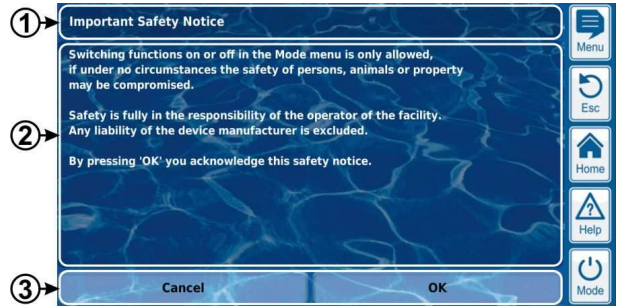 1
Important Safety Notice
Menu
2
Switching functions on or off in the Mode menu is only allowed,
if under no circumstances the safety of persons, animals or property
may be compromised.
Safety is fully in the responsibility of the operator of the facility.
Any liability of the device manufacturer is excluded.
By pressing 'OK' you acknowledge this safety notice.
Esc
Home
?
Help
3
Cancel
OK
Mode